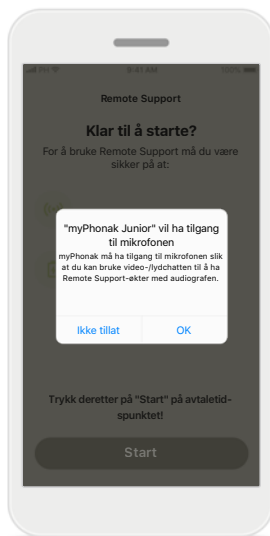 9:41 AM
100%
Remote Support
Klar til å starte?
For å bruke Remote Support må du være
sikker på at:
"myPhonak Junior" vil ha tilgang
til mikrofonen
myPhonak må ha tilgang til mikrofonen slik
at du kan bruke video-/lydchatten til å ha
Remote Support-økter med audiografen.
Ikke tillat
OK
Trykk deretter på "Start" på avtaletid-
spunktet!
Start